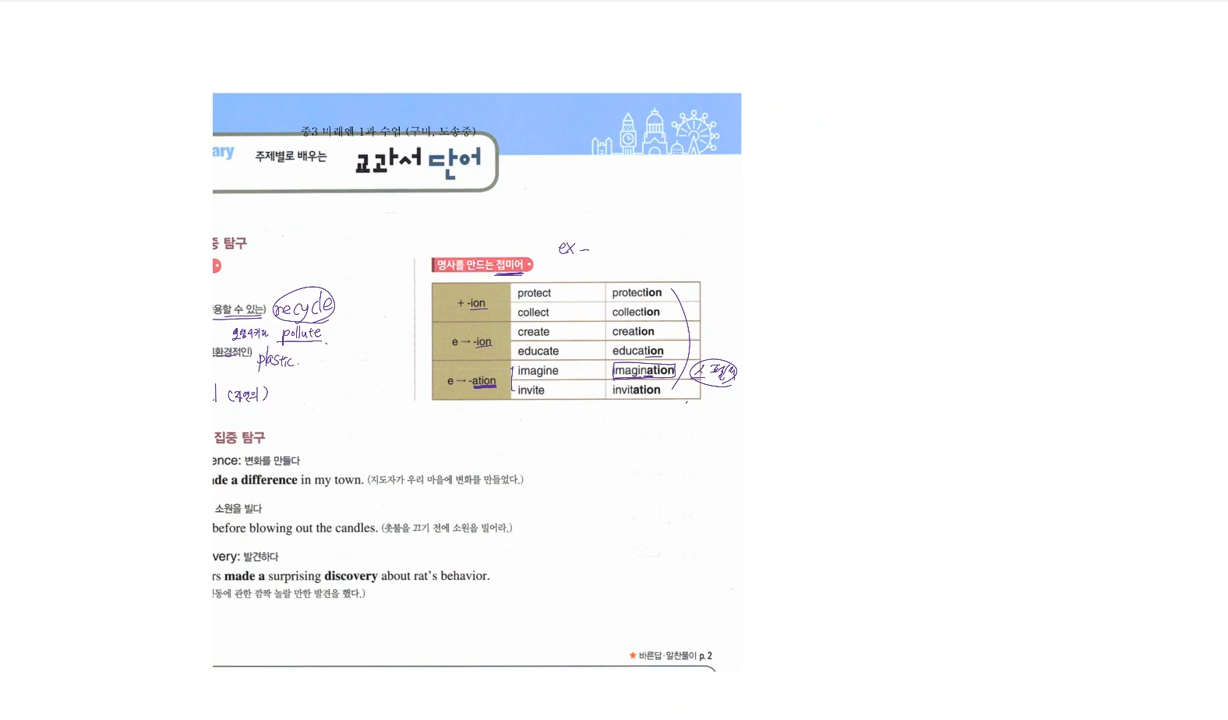 중3 미래엔 1과 수업 (구미, 도송중)
ary 주제별로 배우는 교과서 단어
중 탐구
ex -
명사를 만드는 접미어
+ -ion protect protection
collect collection
e → -ion create creation
educate education
e → -ation imagine imagination
invite invitation
용할 수 있는) recycle
오염시키다 pollute
환경적인) plastic.
집중 탐구
ence: 변화를 만들다
ade a difference in my town. (지도자가 우리 마을에 변화를 만들었다.)
소원을 빌다
before blowing out the candles. (촛불을 끄기 전에 소원을 빌어라.)
very: 발견하다
rs made a surprising discovery about rat's behavior.
동에 관한 깜짝 놀랄 만한 발견을 했다.)
★ 바른답·알찬풀이 p. 2